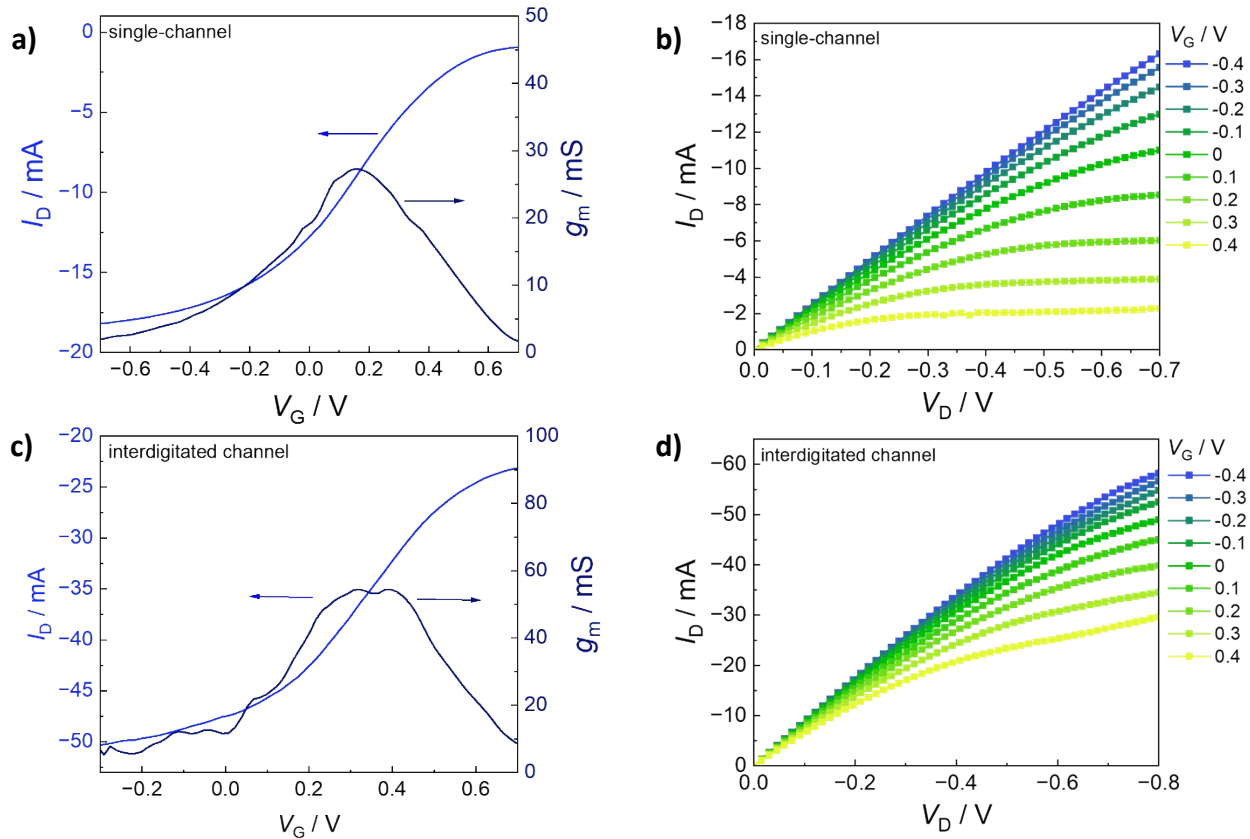 a)
single-channel
0
−5
−10
−15
−20
I_D / mA
50
40
30
20
10
0
g_m / mS
−0.6 −0.4 −0.2 0.0 0.2 0.4 0.6
V_G / V
b)
single-channel
−18
−16
−14
−12
−10
−8
−6
−4
−2
0
I_D / mA
0.0 −0.1 −0.2 −0.3 −0.4 −0.5 −0.6 −0.7
V_D / V
V_G / V
-0.4
-0.3
-0.2
-0.1
0
0.1
0.2
0.3
0.4
c)
interdigitated channel
−20
−25
−30
−35
−40
−45
−50
I_D / mA
100
80
60
40
20
0
g_m / mS
−0.2 0.0 0.2 0.4 0.6
V_G / V
d)
interdigitated channel
−60
−50
−40
−30
−20
−10
0
I_D / mA
0.0 −0.2 −0.4 −0.6 −0.8
V_D / V
V_G / V
-0.4
-0.3
-0.2
-0.1
0
0.1
0.2
0.3
0.4